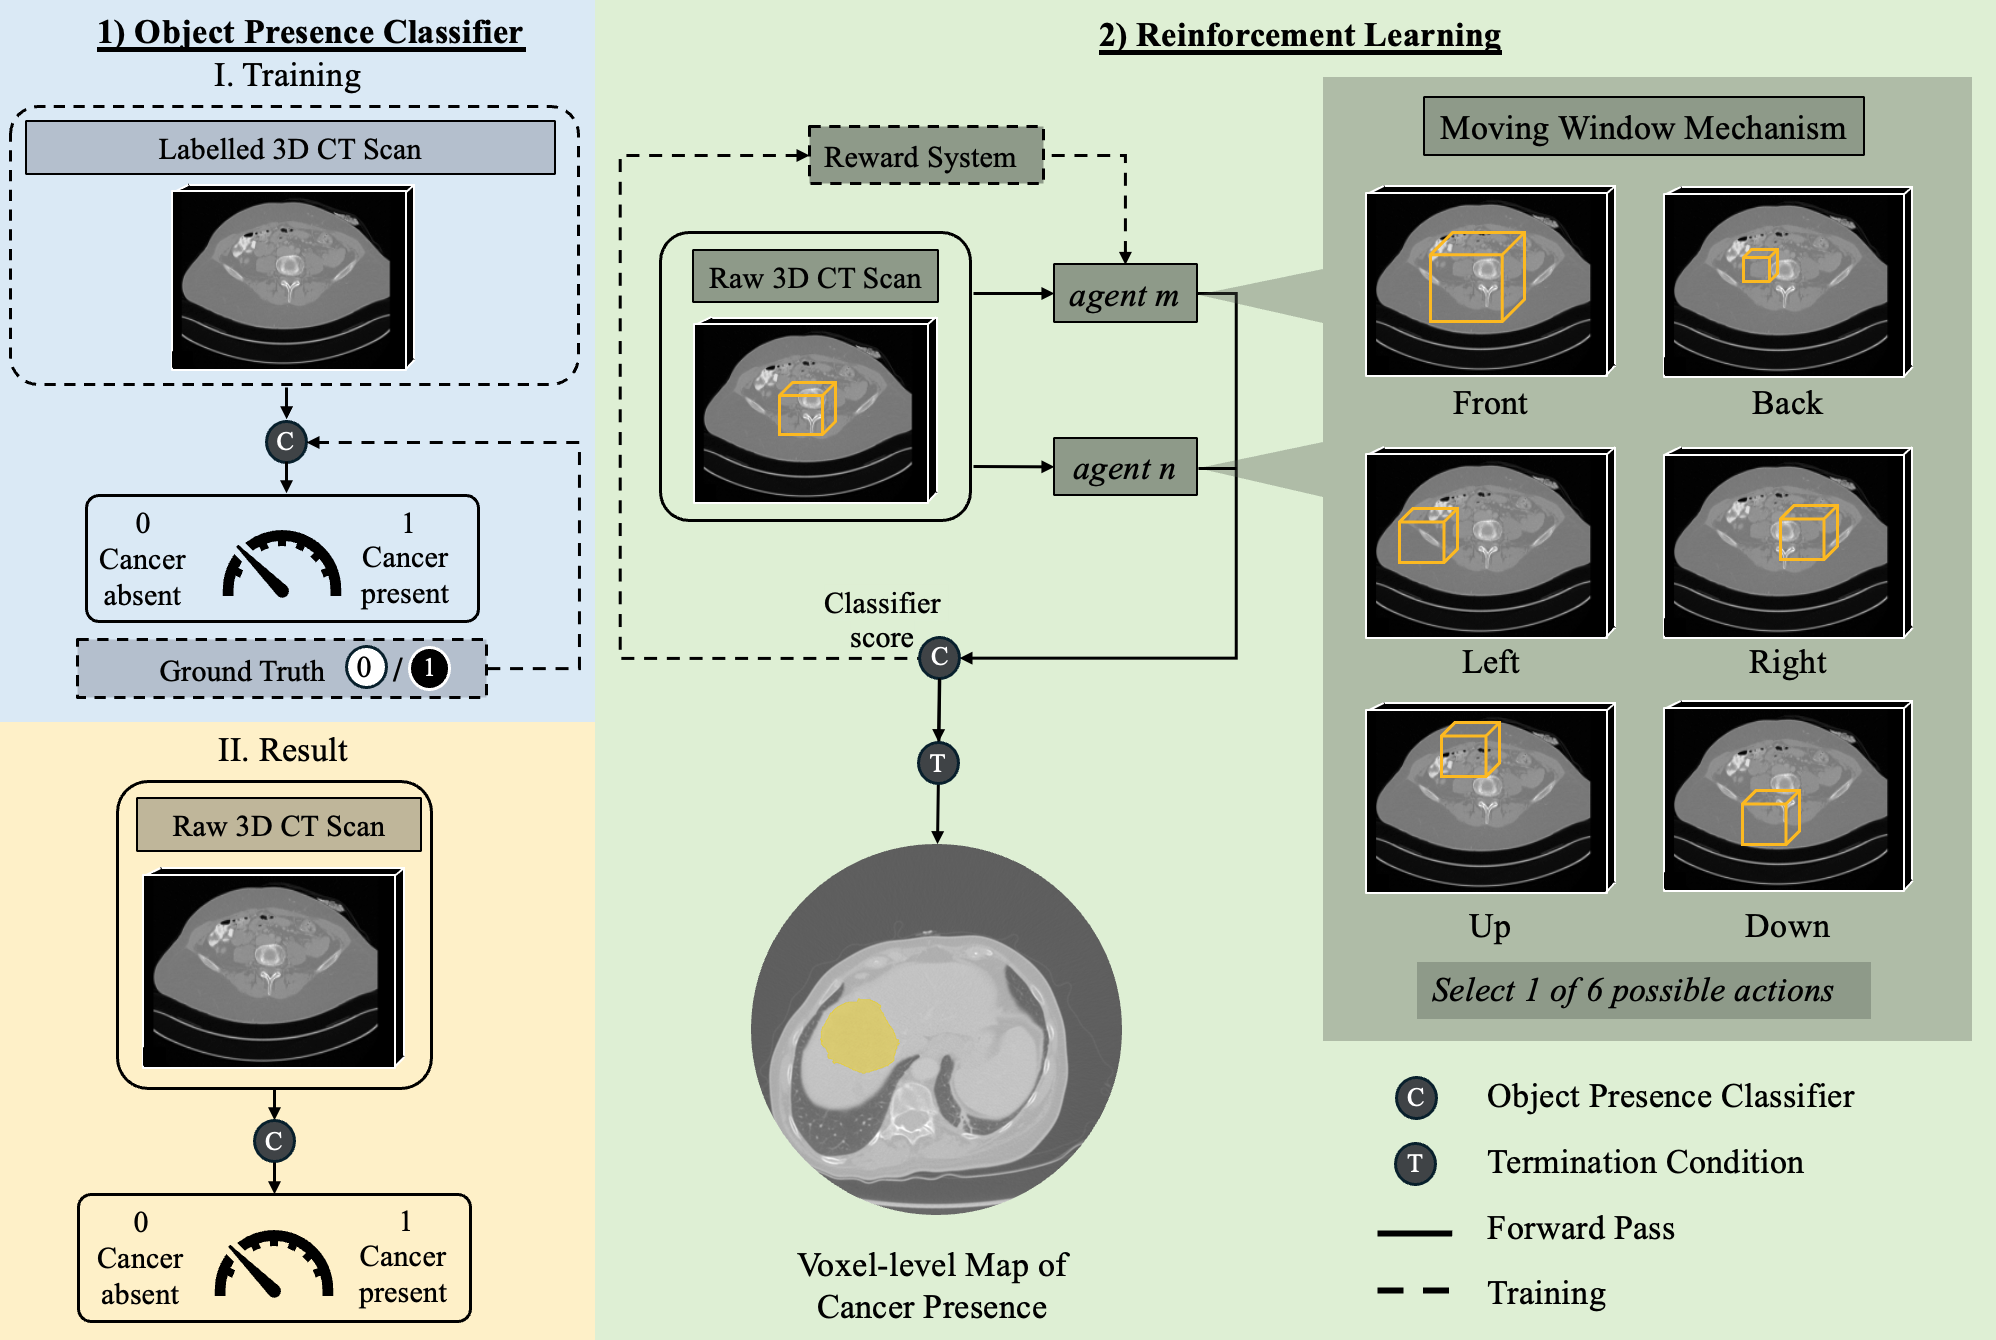 1) Object Presence Classifier
I. Training
Labelled 3D CT Scan
C
0
Cancer
absent
1
Cancer
present
Ground Truth 0 / 1
II. Result
Raw 3D CT Scan
C
0
Cancer
absent
1
Cancer
present
2) Reinforcement Learning
Reward System
Raw 3D CT Scan
agent m
agent n
Classifier
score
C
T
Voxel-level Map of
Cancer Presence
Moving Window Mechanism
Front
Back
Left
Right
Up
Down
Select 1 of 6 possible actions
C Object Presence Classifier
T Termination Condition
Forward Pass
Training